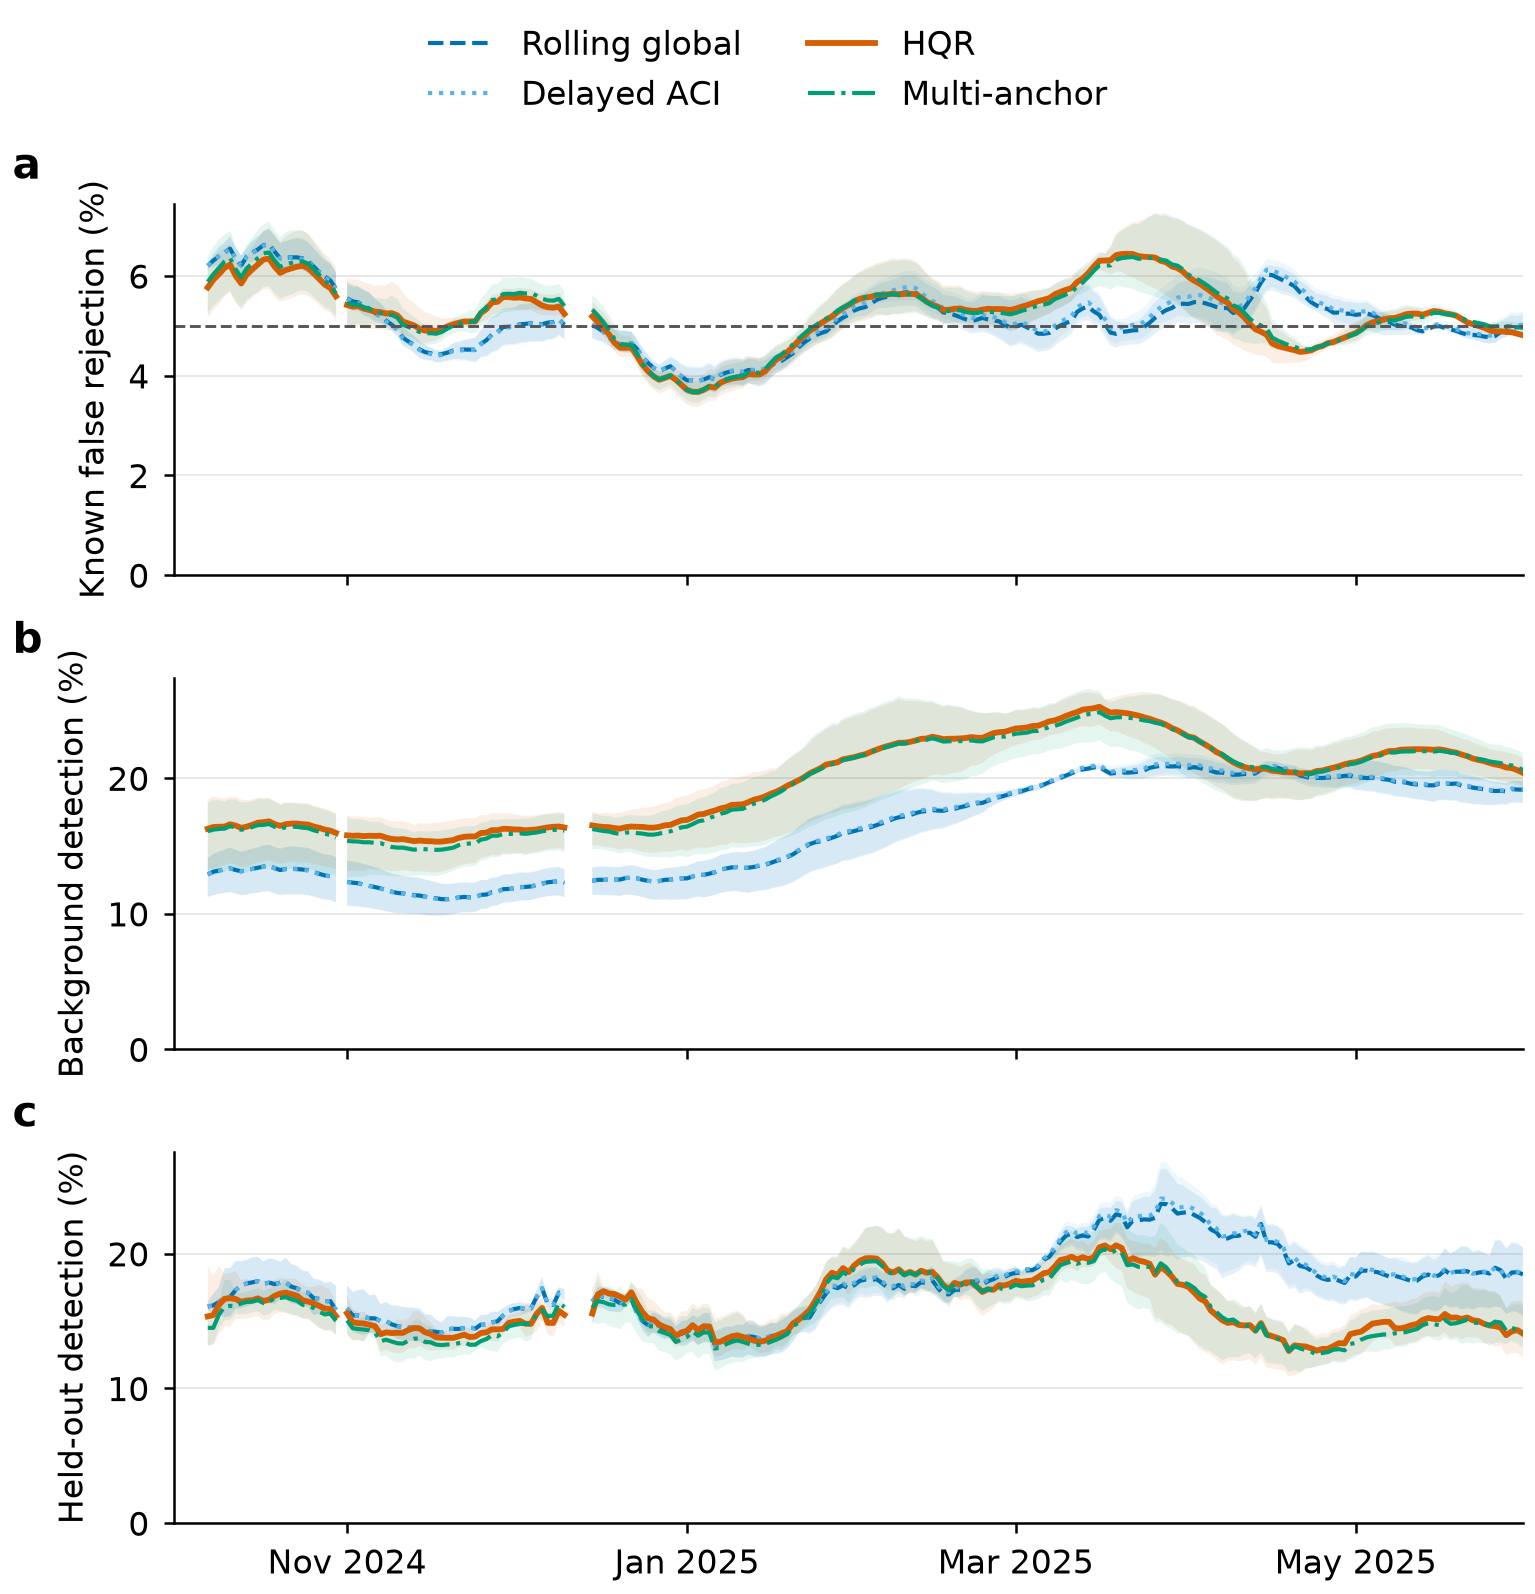 Rolling global
HQR
Delayed ACI
Multi-anchor
a
Known false rejection (%)
6
4
2
0
b
Background detection (%)
20
10
0
c
Held-out detection (%)
20
10
0
Nov 2024
Jan 2025
Mar 2025
May 2025